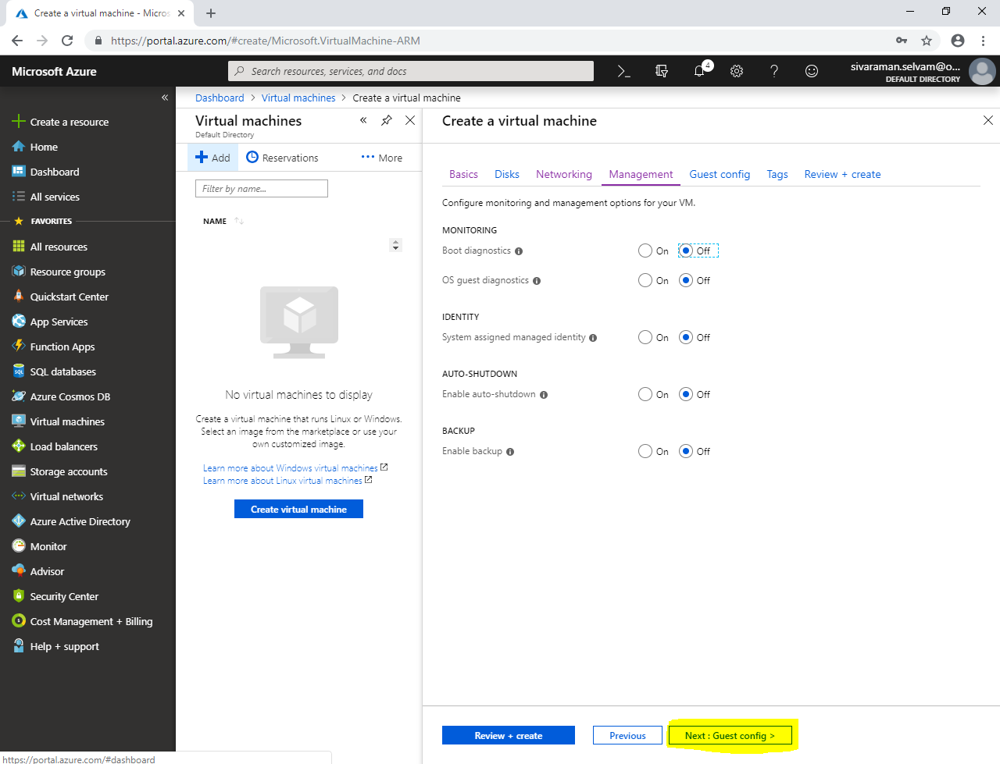 Create a virtual machine - Micros
https://portal.azure.com/#create/Microsoft.VirtualMachine-ARM
Microsoft Azure
Search resources, services, and docs
4
sivaraman.selvam@o...
DEFAULT DIRECTORY
Create a resource
Home
Dashboard
All services
FAVORITES
All resources
Resource groups
Quickstart Center
App Services
Function Apps
SQL databases
Azure Cosmos DB
Virtual machines
Load balancers
Storage accounts
Virtual networks
Azure Active Directory
Monitor
Advisor
Security Center
Cost Management + Billing
Help + support
https://portal.azure.com/#dashboard
Dashboard > Virtual machines > Create a virtual machine
Virtual machines
Default Directory
Add Reservations ... More
Filter by name...
NAME
No virtual machines to display
Create a virtual machine that runs Linux or Windows.
Select an image from the marketplace or use your
own customized image.
Learn more about Windows virtual machines
Learn more about Linux virtual machines
Create virtual machine
Create a virtual machine
Basics Disks Networking Management Guest config Tags Review + create
Configure monitoring and management options for your VM.
MONITORING
Boot diagnostics On Off
OS guest diagnostics On Off
IDENTITY
System assigned managed identity On Off
AUTO-SHUTDOWN
Enable auto-shutdown On Off
BACKUP
Enable backup On Off
Review + create Previous Next : Guest config >